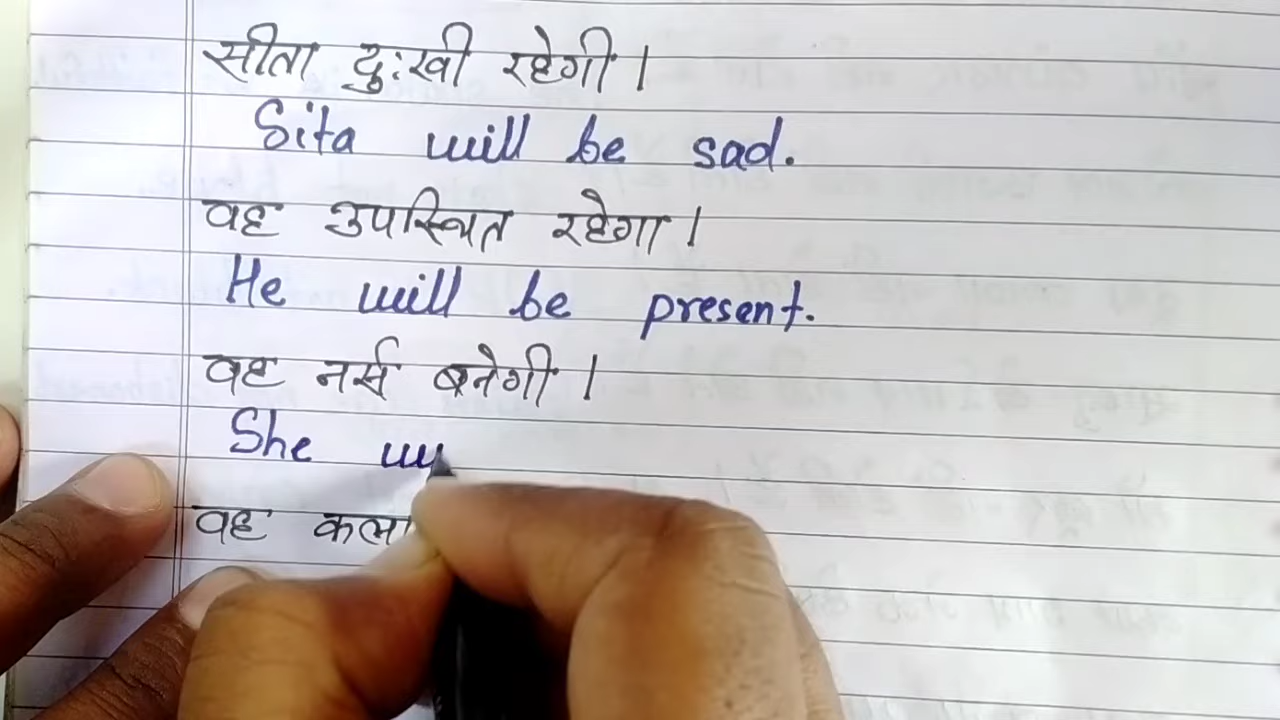 सीता दुःखी रहेगी।
Sita will be sad.
वह उपस्थित रहेगा।
He will be present.
वह नर्स बनेगी।
She
वह